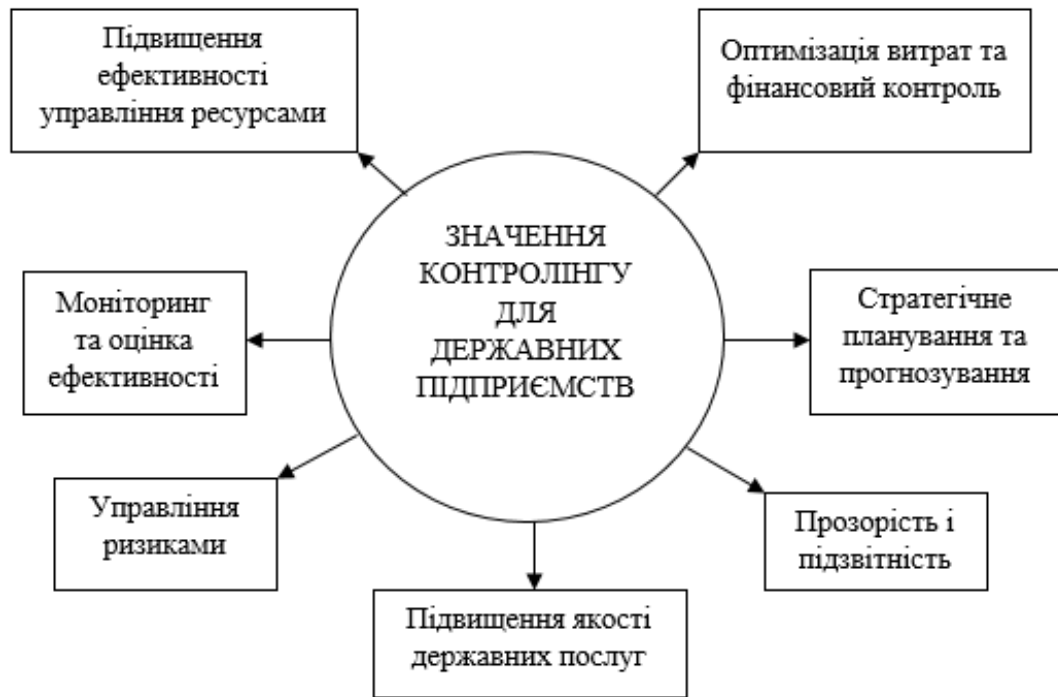 Підвищення
ефективності
управління ресурсами
Оптимізація витрат та
фінансовий контроль
ЗНАЧЕННЯ
КОНТРОЛІНГУ
ДЛЯ
ДЕРЖАВНИХ
ПІДПРИЄМСТВ
Моніторинг
та оцінка
ефективності
Стратегічне
планування та
прогнозування
Управління
ризиками
Прозорість і
підзвітність
Підвищення якості
державних послуг